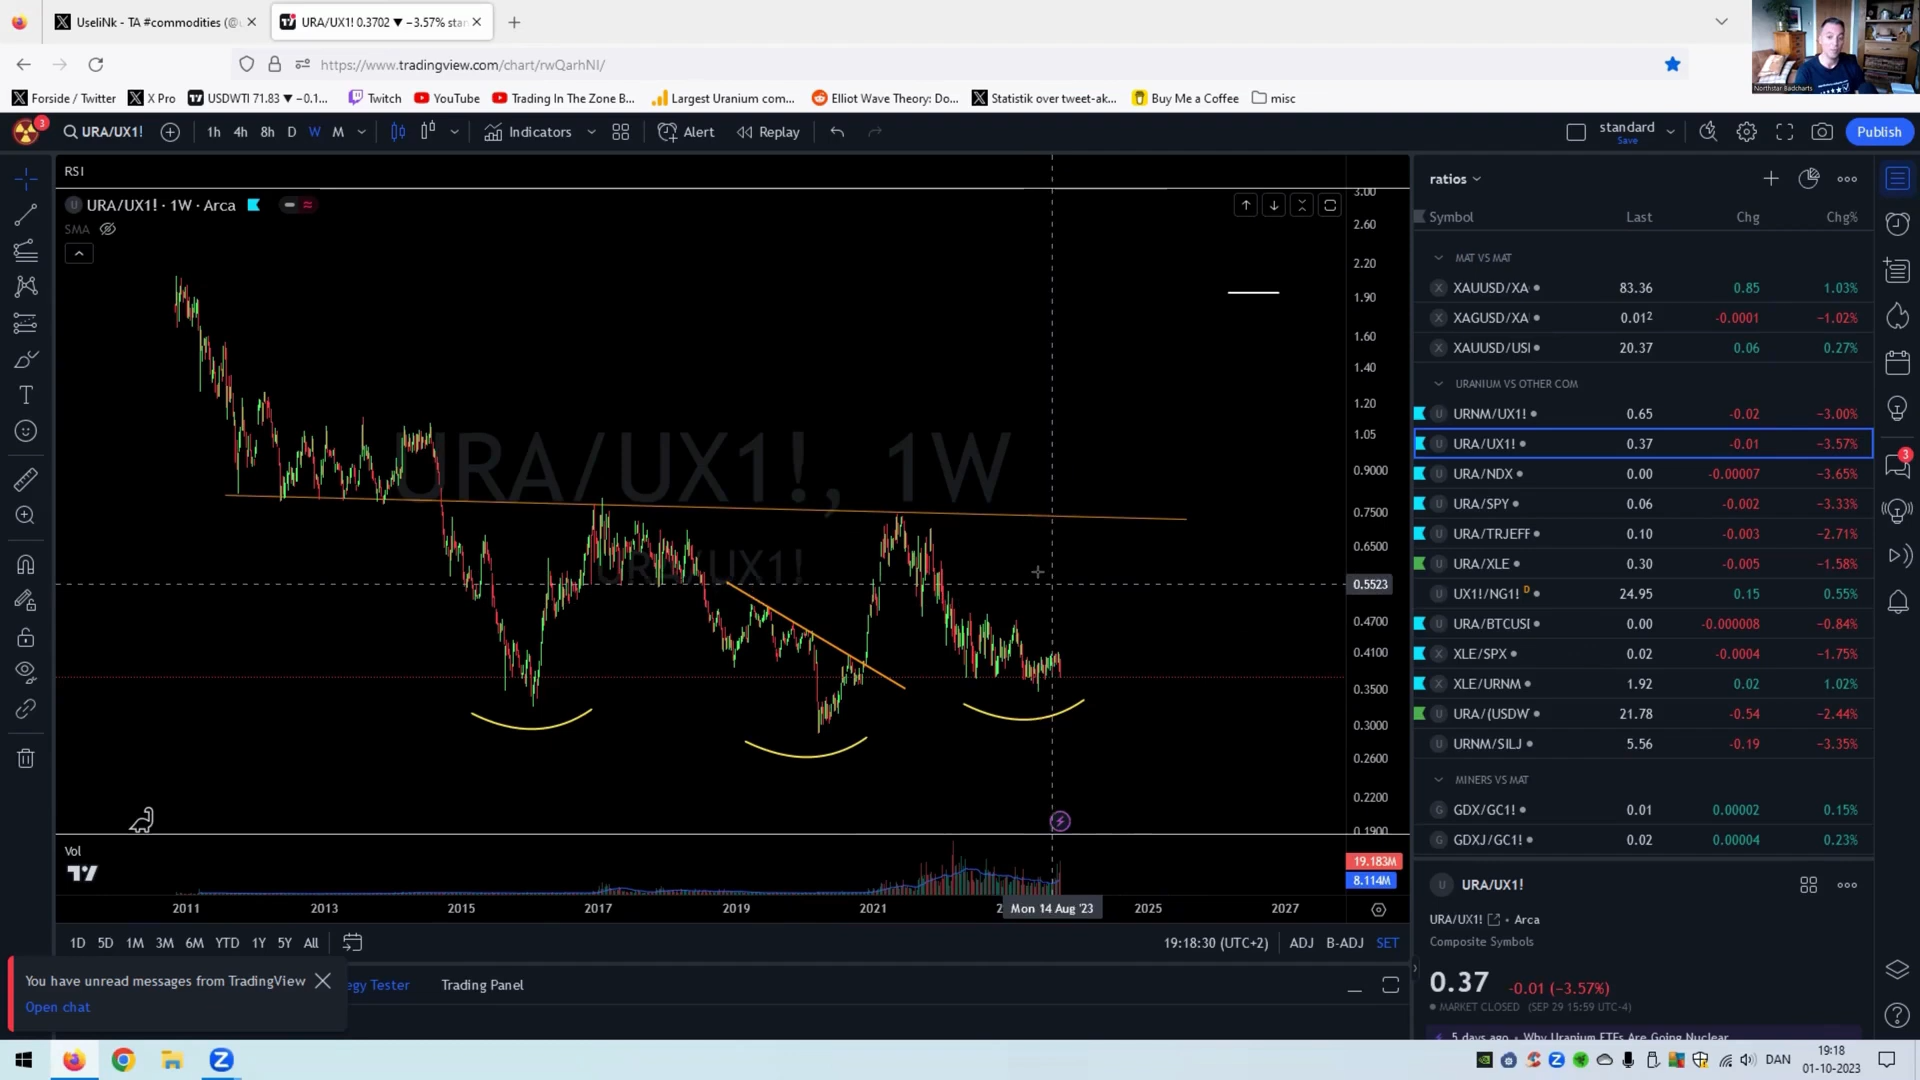 UseliNk - TA #commodities (@
URA/UX1! 0.3702 ▼ −3.57% sta
https://www.tradingview.com/chart/rwQarhNI/
Forside / Twitter
X Pro
USDWTI 71.83 ▼ −0.1...
Twitch
YouTube
Trading In The Zone B...
Largest Uranium com...
Elliot Wave Theory: Do...
Statistik over tweet-ak...
Buy Me a Coffee
misc
Northstar Badcharts
3
URA/UX1!
1h 4h 8h D W M
Indicators
Alert
Replay
standard
Save
Publish
RSI
URA/UX1! · 1W · Arca
SMA
URA/UX1!, 1W
URA/UX1!
3.00
2.60
2.20
1.90
1.60
1.40
1.20
1.05
0.9000
0.7500
0.6500
0.5523
0.4700
0.4100
0.3500
0.3000
0.2600
0.2200
0.1900
Vol
19.183M
8.114M
2011 2013 2015 2017 2019 2021 2 Mon 14 Aug '23 2025 2027
1D 5D 1M 3M 6M YTD 1Y 5Y All
19:18:30 (UTC+2) ADJ B-ADJ SET
You have unread messages from TradingView
Open chat
egy Tester
Trading Panel
ratios
Symbol Last Chg Chg%
MAT VS MAT
XAUUSD/XA 83.36 0.85 1.03%
XAGUSD/XA 0.01² -0.0001 −1.02%
XAUUSD/USI 20.37 0.06 0.27%
URANIUM VS OTHER COM
URNM/UX1! 0.65 -0.02 −3.00%
URA/UX1! 0.37 -0.01 −3.57%
URA/NDX 0.00 -0.00007 −3.65%
URA/SPY 0.06 -0.002 −3.33%
URA/TRJEFF 0.10 -0.003 −2.71%
URA/XLE 0.30 -0.005 −1.58%
UX1!/NG1! D 24.95 0.15 0.55%
URA/BTCUSI 0.00 -0.000008 −0.84%
XLE/SPX 0.02 -0.0004 −1.75%
XLE/URNM 1.92 0.02 1.02%
URA/(USDW 21.78 -0.54 −2.44%
URNM/SILJ 5.56 -0.19 −3.35%
MINERS VS MAT
GDX/GC1! 0.01 0.00002 0.15%
GDXJ/GC1! 0.02 0.00004 0.23%
URA/UX1!
URA/UX1! • Arca
Composite Symbols
0.37 -0.01 (−3.57%)
MARKET CLOSED (SEP 29 15:59 UTC-4)
5 days ago • Why Uranium ETFs Are Going Nuclear
3
DAN
19:18
01-10-2023